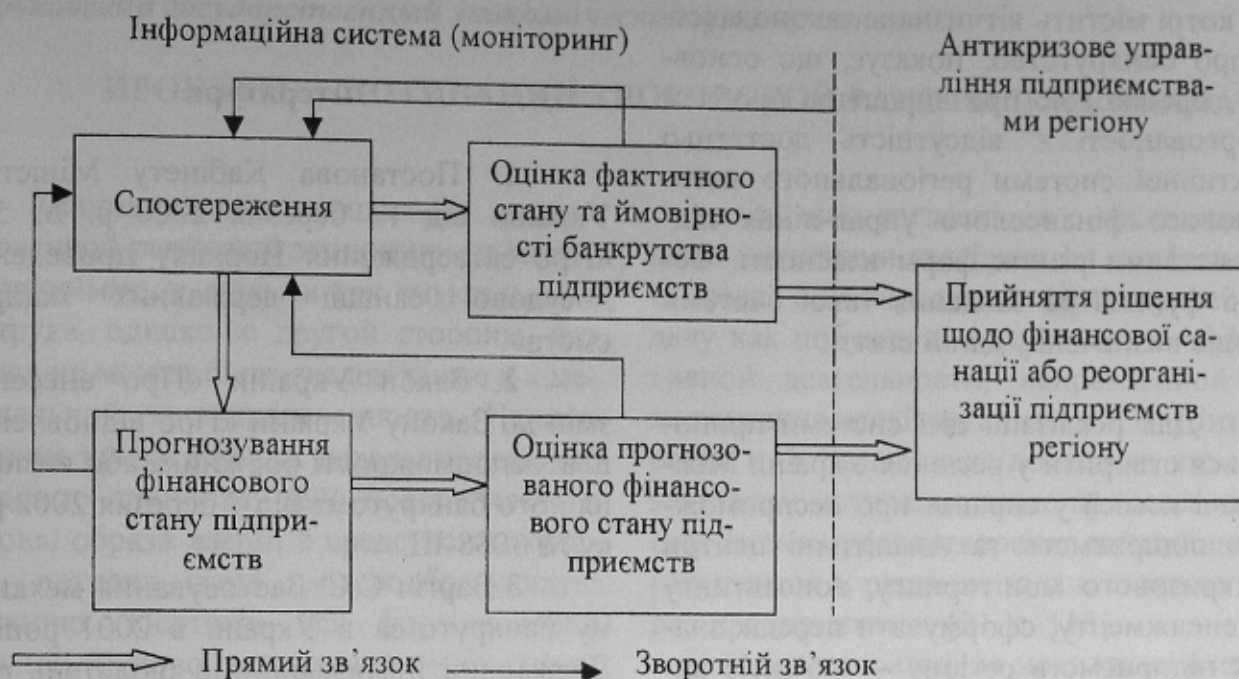 Інформаційна система (моніторинг)
Антикризове управ-
ління підприємства-
ми регіону
Спостереження
Оцінка фактичного
стану та ймовірно-
сті банкрутства
підприємств
Прийняття рішення
щодо фінансової са-
нації або реоргані-
зації підприємств
регіону
Прогнозування
фінансового
стану підпри-
ємств
Оцінка прогнозо-
ваного фінансо-
вого стану під-
приємств
Прямий зв'язок
Зворотній зв'язок